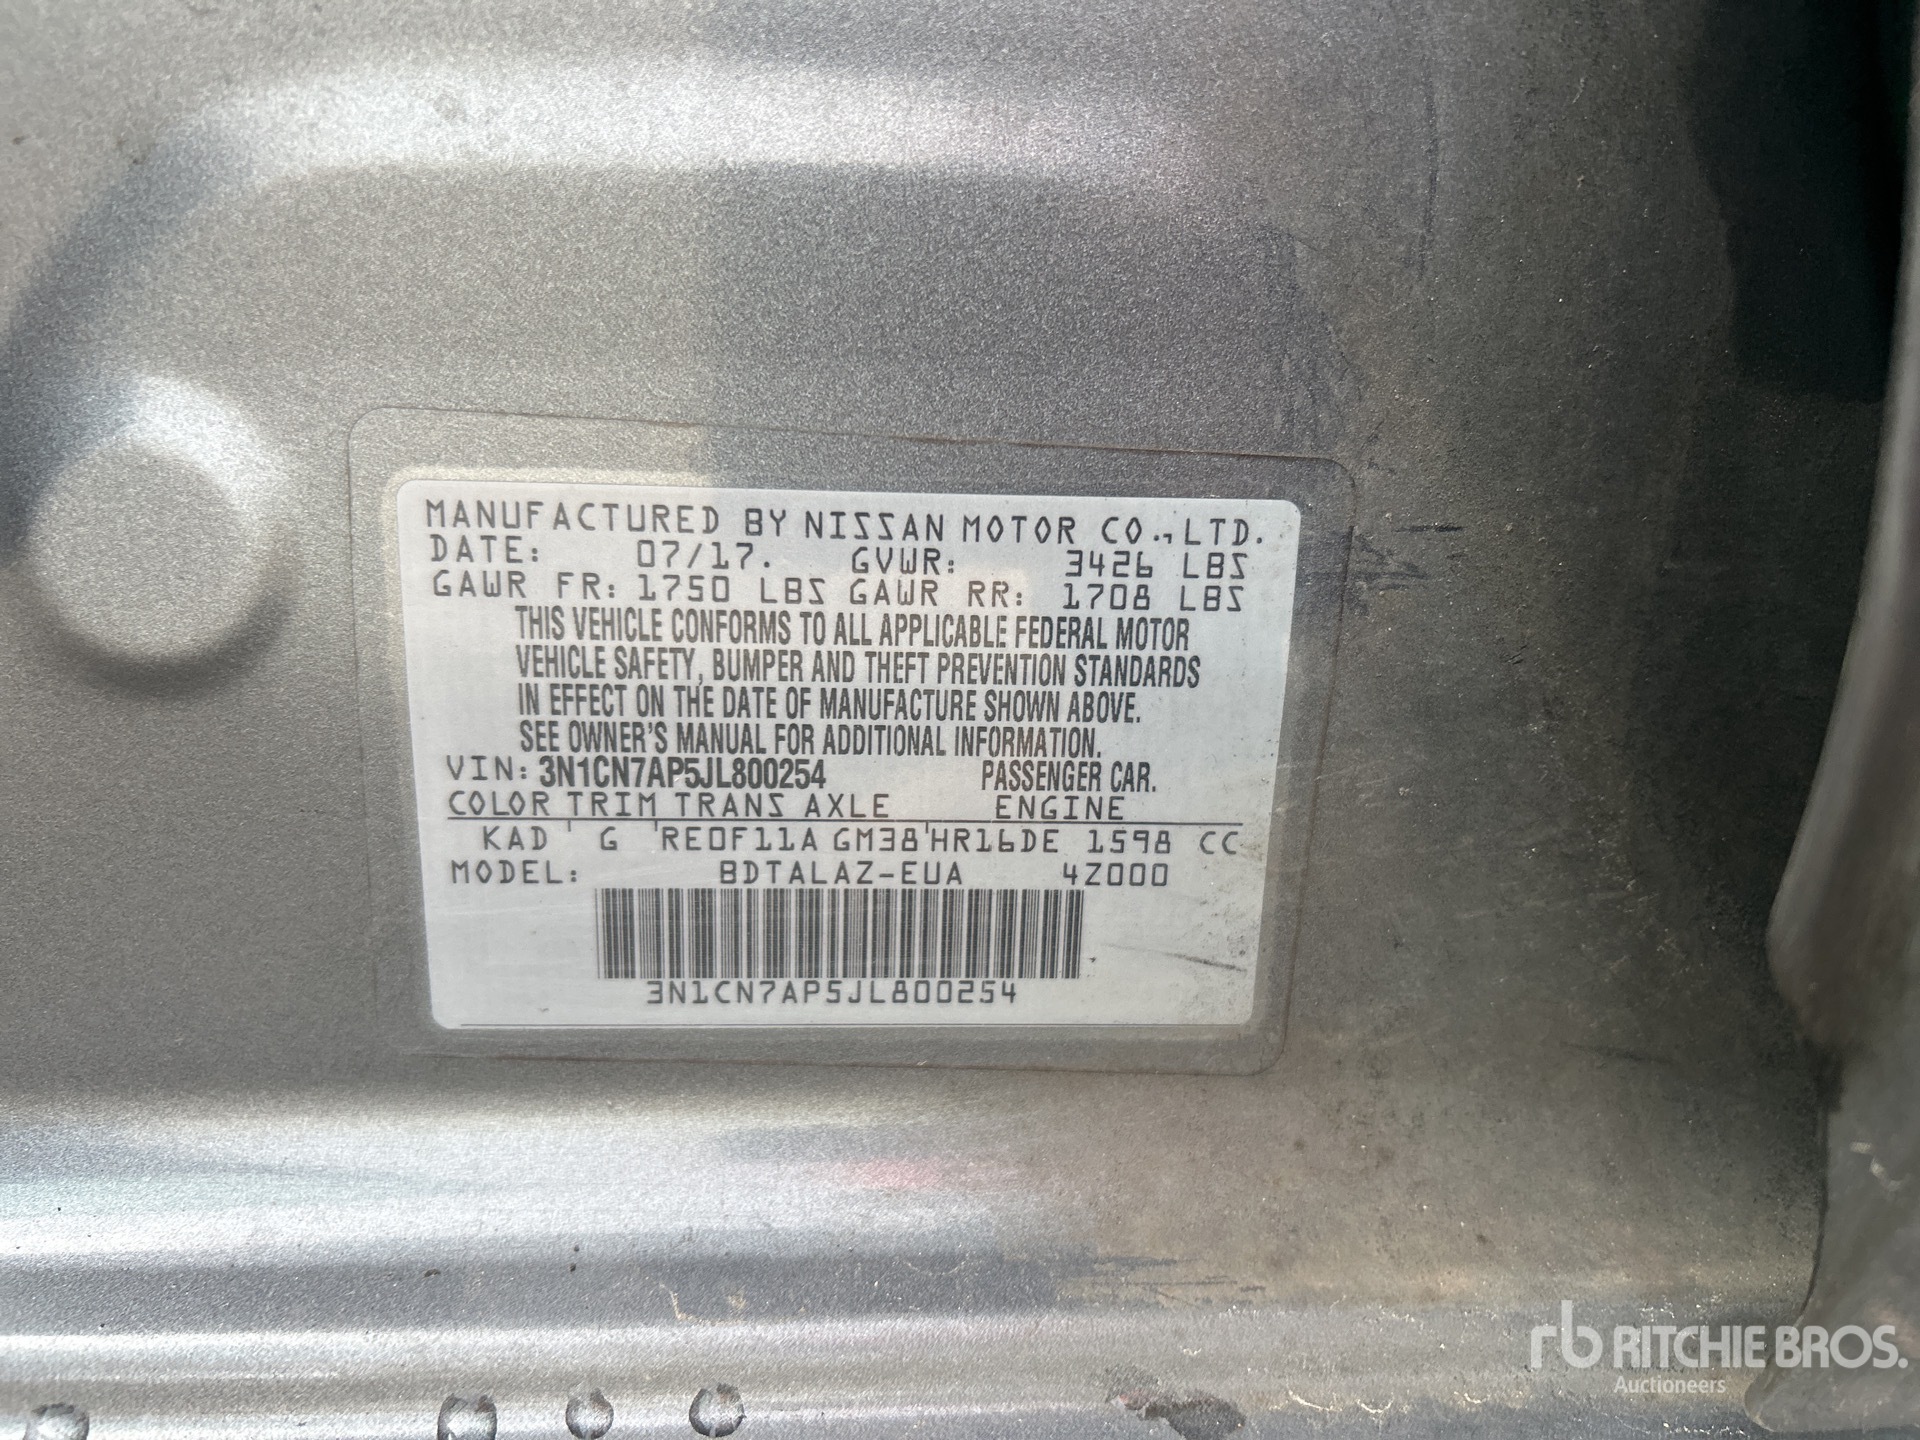 MANUFACTURED BY NISSAN MOTOR CO., LTD.
DATE: 07/17. GVWR: 3426 LBS
GAWR FR: 1750 LBS GAWR RR: 1708 LBS
THIS VEHICLE CONFORMS TO ALL APPLICABLE FEDERAL MOTOR
VEHICLE SAFETY, BUMPER AND THEFT PREVENTION STANDARDS
IN EFFECT ON THE DATE OF MANUFACTURE SHOWN ABOVE.
SEE OWNER'S MANUAL FOR ADDITIONAL INFORMATION.
VIN: 3N1CN7AP5JL800254 PASSENGER CAR.
COLOR TRIM TRANS AXLE ENGINE
KAD ' G ' RE0F11A GM38 ' HR16DE 1598 CC
MODEL: BDTALAZ-EUA 4Z000
3N1CN7AP5JL800254
rb RITCHIE BROS.
Auctioneers